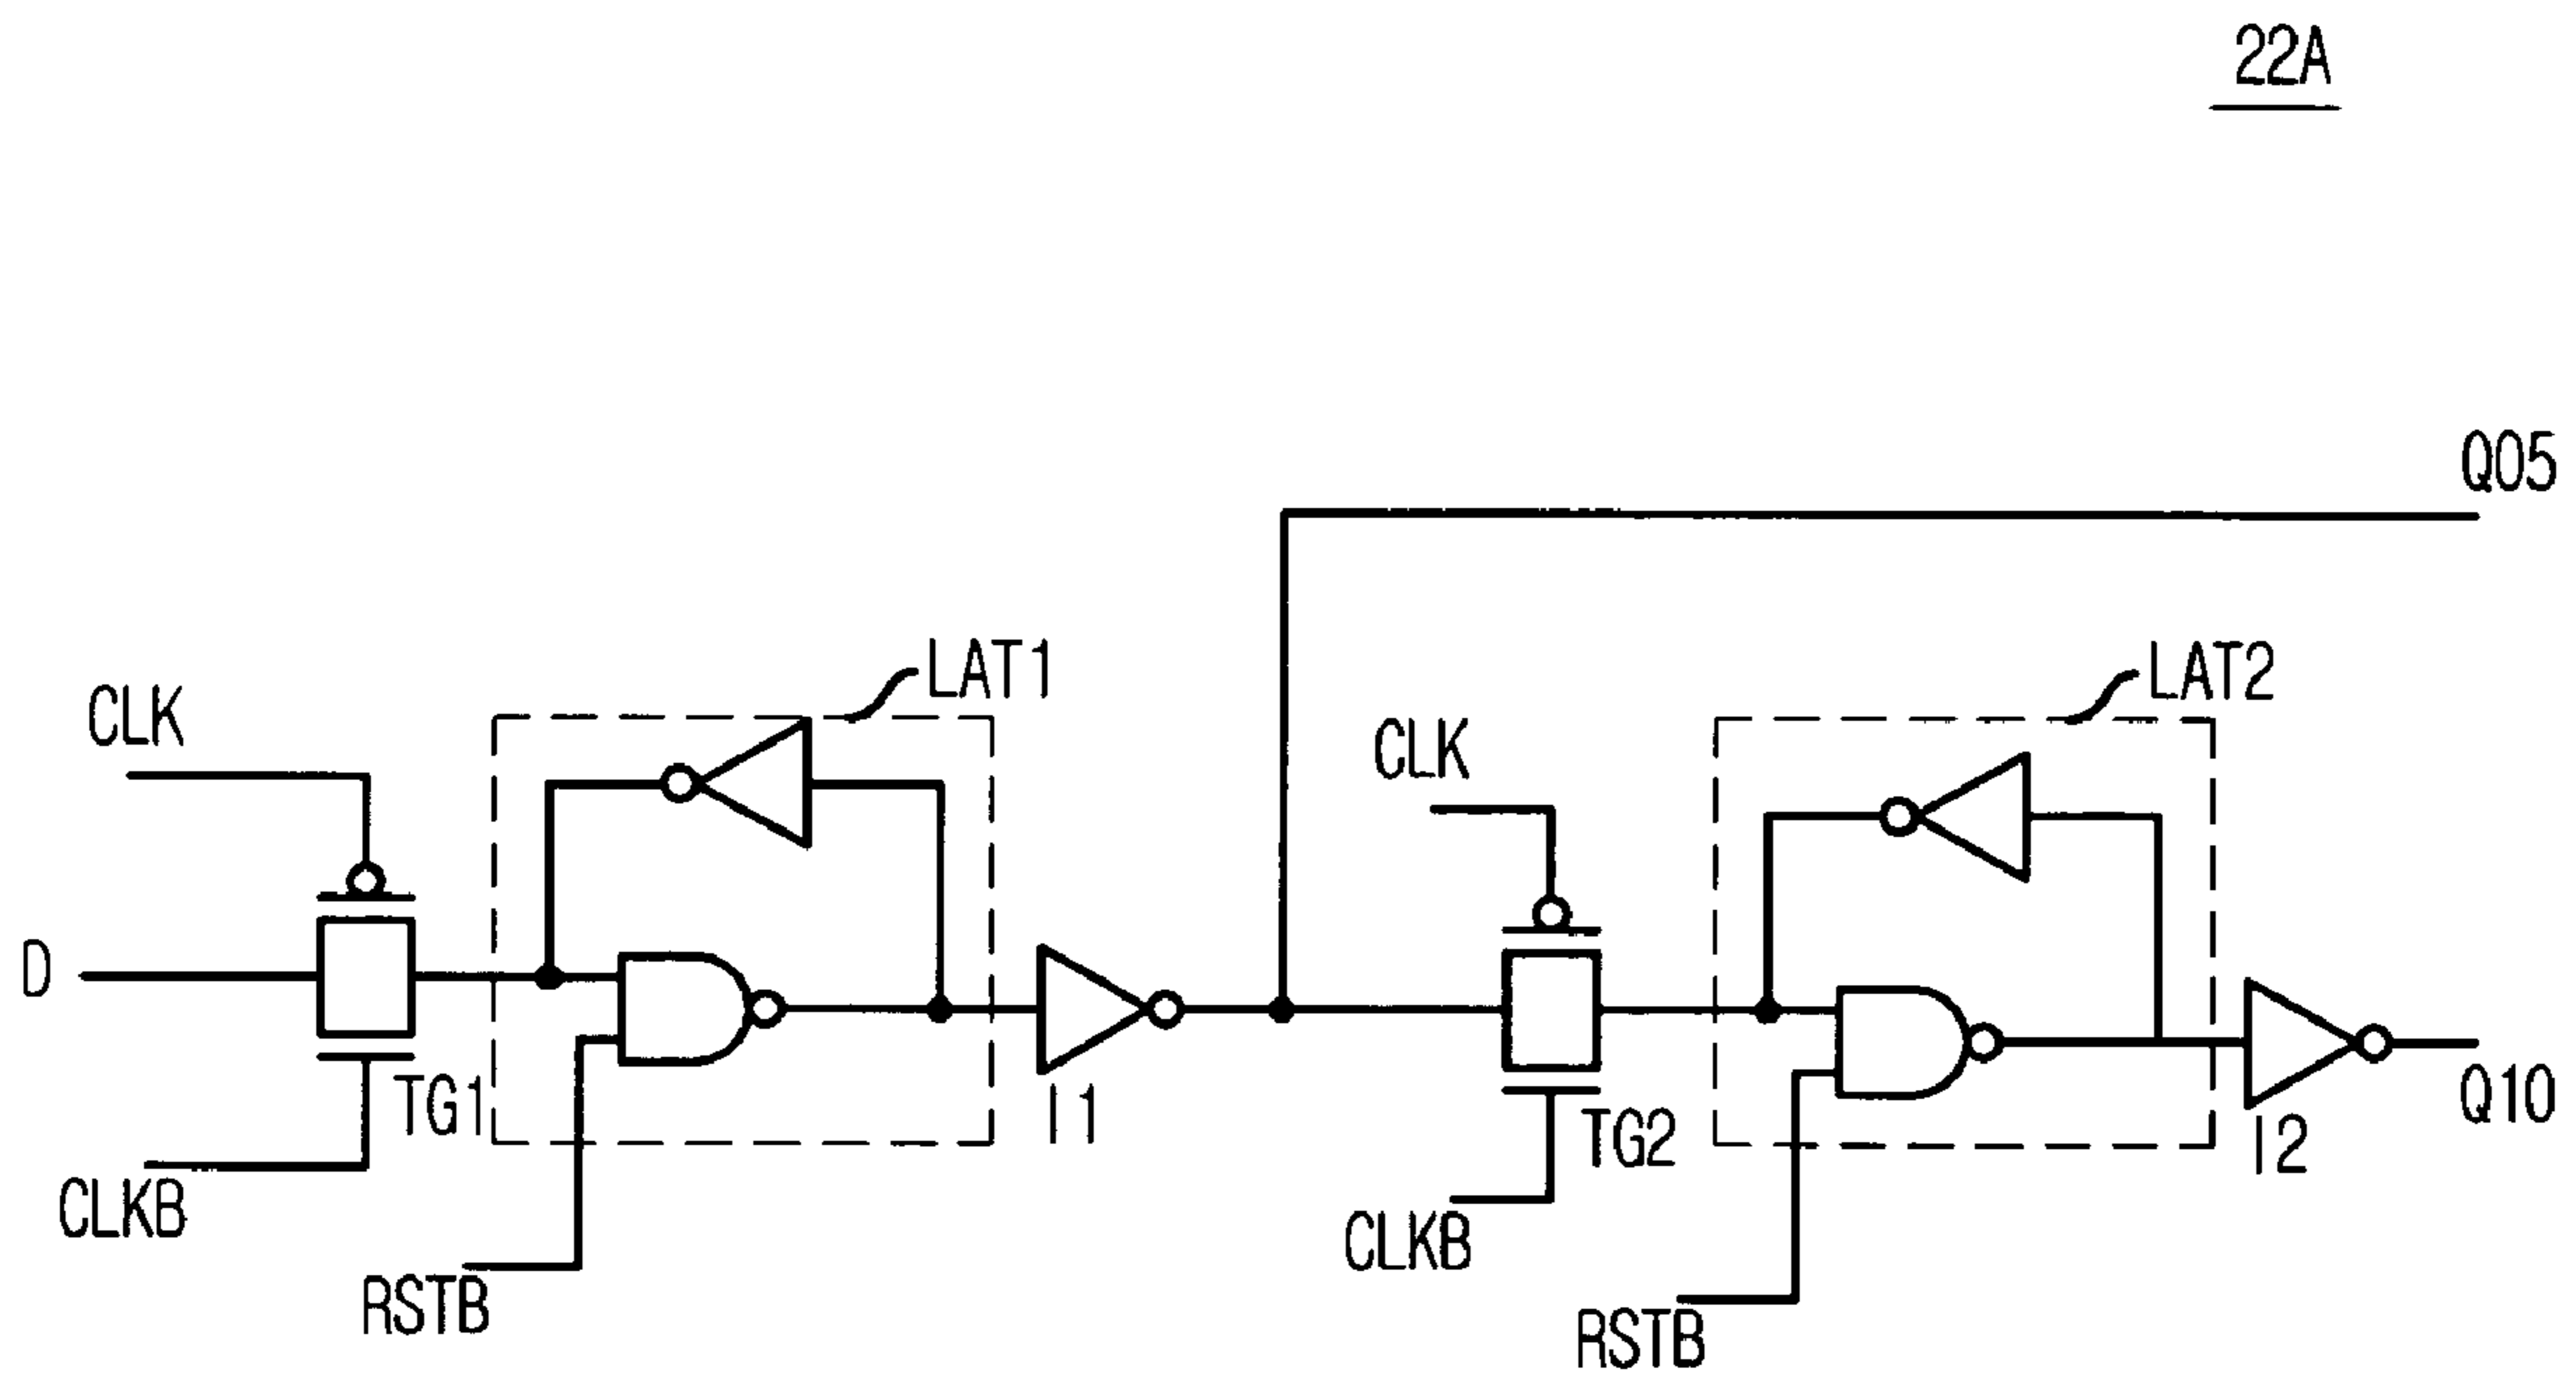 22A
Q05
LAT1
LAT2
CLK
CLK
D
TG1
I1
TG2
I2
Q10
CLKB
CLKB
RSTB
RSTB